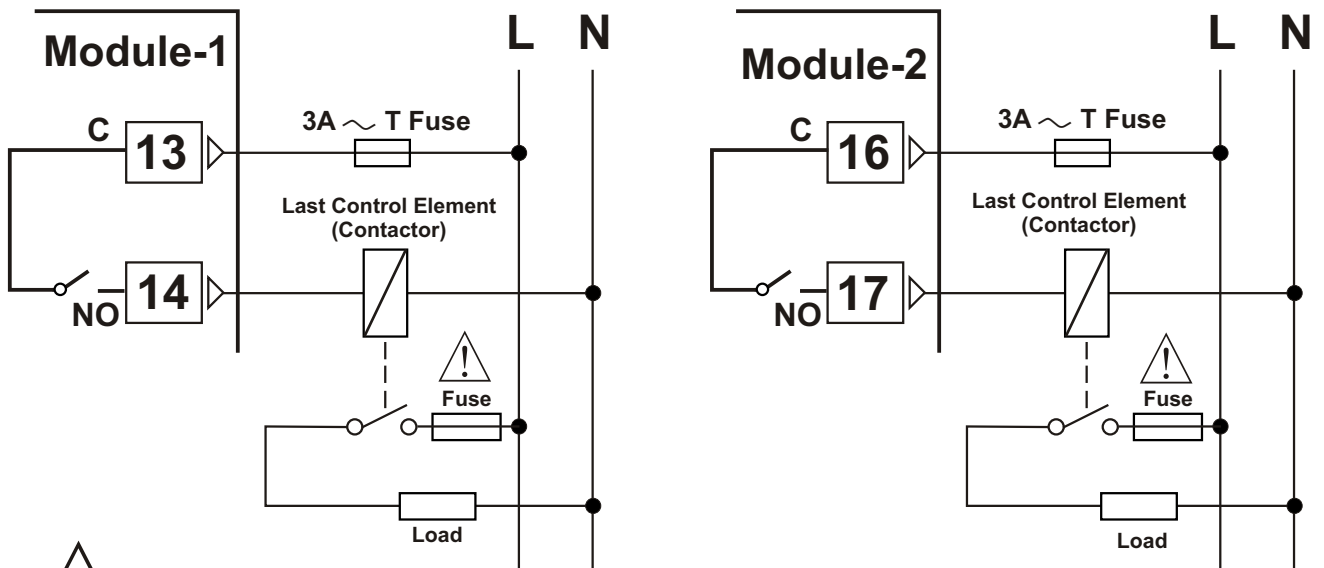 Module-1
L N
3A ~ T Fuse
C
13
Last Control Element
(Contactor)
NO
14
!
Fuse
Load
Module-2
L N
3A ~ T Fuse
C
16
Last Control Element
(Contactor)
NO
17
!
Fuse
Load